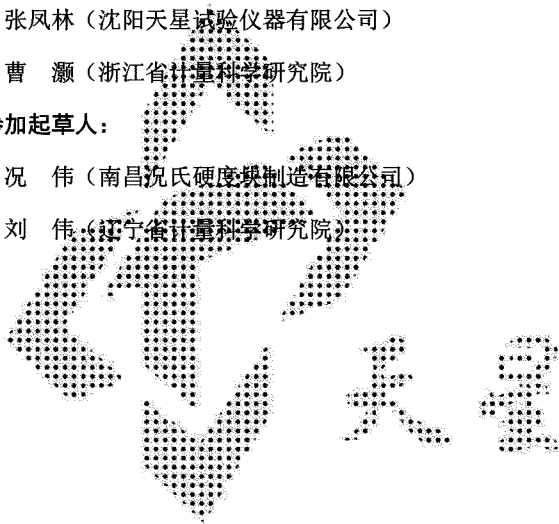 张凤林（沈阳天星试验仪器有限公司）
曹　灏（浙江省计量科学研究院）
参加起草人：
况　伟（南昌况氏硬度块制造有限公司）
刘　伟（辽宁省计量科学研究院）
天星